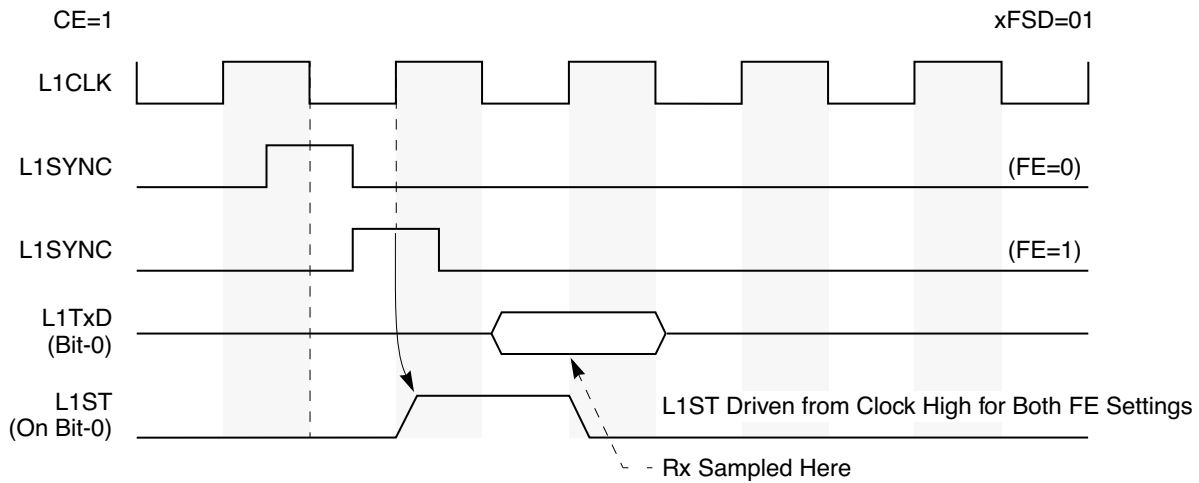 CE=1
xFSD=01
L1CLK
L1SYNC
(FE=0)
L1SYNC
(FE=1)
L1TxD
(Bit-0)
L1ST
(On Bit-0)
L1ST Driven from Clock High for Both FE Settings
Rx Sampled Here